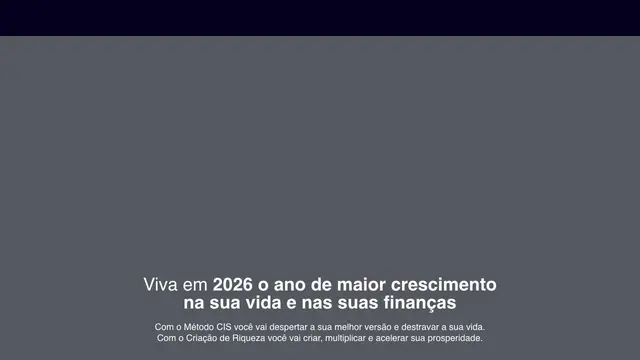 Viva em 2026 o ano de maior crescimento
na sua vida e nas suas finanças
Com o Método CIS você vai despertar a sua melhor versão e destravar a sua vida.
Com o Criação de Riqueza você vai criar, multiplicar e acelerar sua prosperidade.